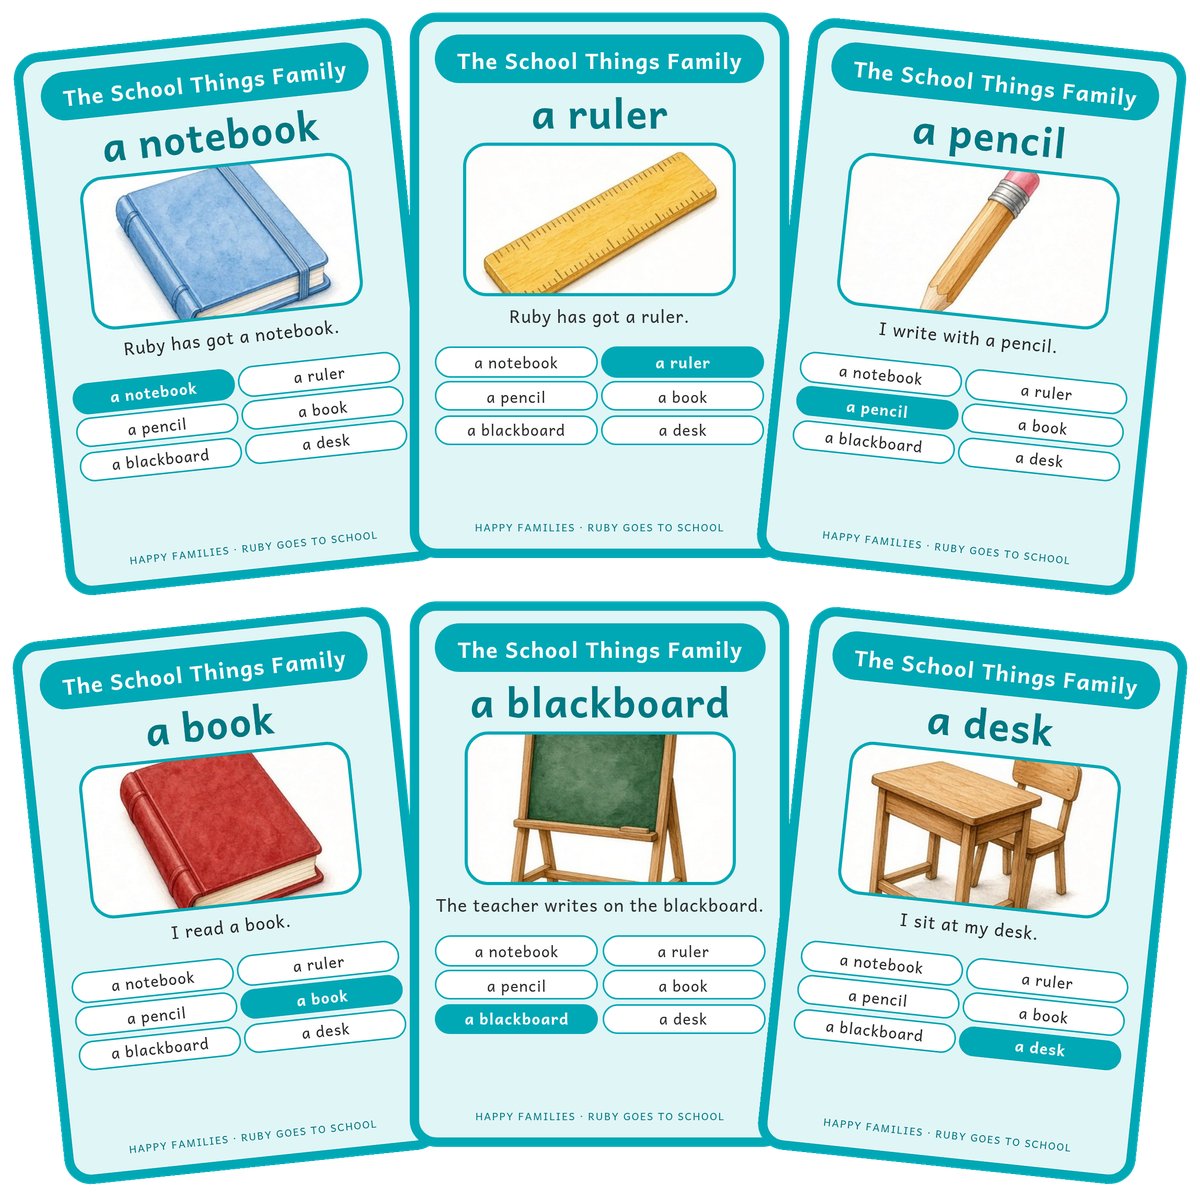 The School Things Family
a notebook
Ruby has got a notebook.
a notebook
a ruler
a pencil
a book
a blackboard
a desk
HAPPY FAMILIES · RUBY GOES TO SCHOOL
The School Things Family
a ruler
Ruby has got a ruler.
a notebook
a ruler
a pencil
a book
a blackboard
a desk
HAPPY FAMILIES · RUBY GOES TO SCHOOL
The School Things Family
a pencil
I write with a pencil.
a notebook
a ruler
a pencil
a book
a blackboard
a desk
HAPPY FAMILIES · RUBY GOES TO SCHOOL
The School Things Family
a book
I read a book.
a notebook
a ruler
a pencil
a book
a blackboard
a desk
HAPPY FAMILIES · RUBY GOES TO SCHOOL
The School Things Family
a blackboard
The teacher writes on the blackboard.
a notebook
a ruler
a pencil
a book
a blackboard
a desk
HAPPY FAMILIES · RUBY GOES TO SCHOOL
The School Things Family
a desk
I sit at my desk.
a notebook
a ruler
a pencil
a book
a blackboard
a desk
HAPPY FAMILIES · RUBY GOES TO SCHOOL